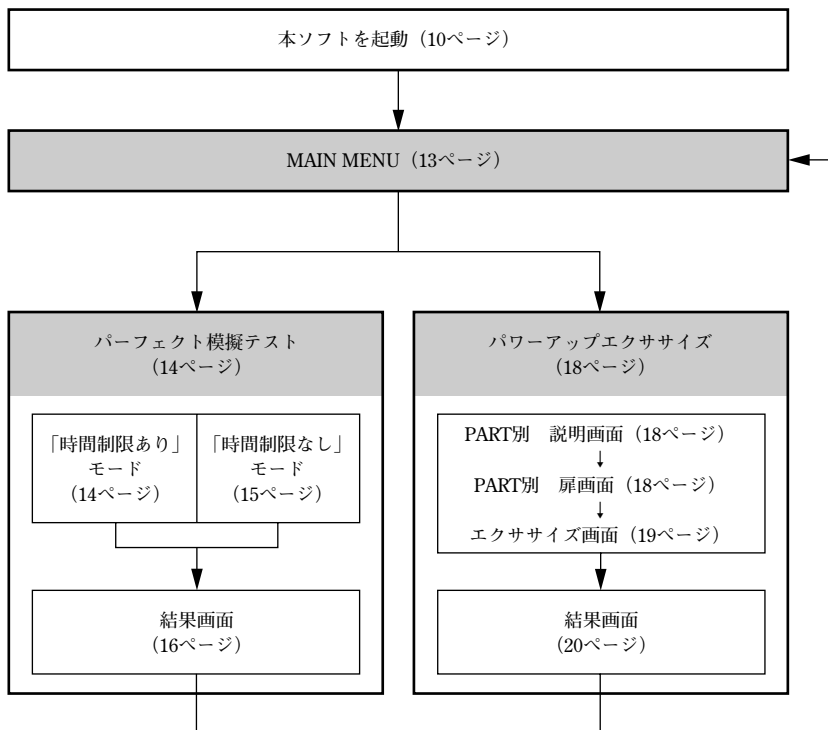 本ソフトを起動（10ページ）
MAIN MENU（13ページ）
パーフェクト模擬テスト
（14ページ）
「時間制限あり」
モード
（14ページ）
「時間制限なし」
モード
（15ページ）
結果画面
（16ページ）
パワーアップエクササイズ
（18ページ）
PART別　説明画面（18ページ）
↓
PART別　扉画面（18ページ）
↓
エクササイズ画面（19ページ）
結果画面
（20ページ）